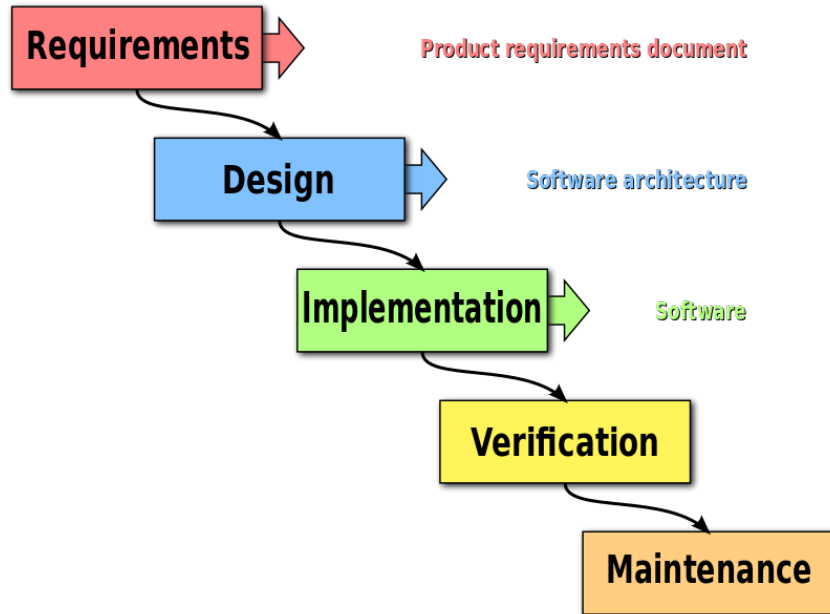 Requirements
Product requirements document
Design
Software architecture
Implementation
Software
Verification
Maintenance